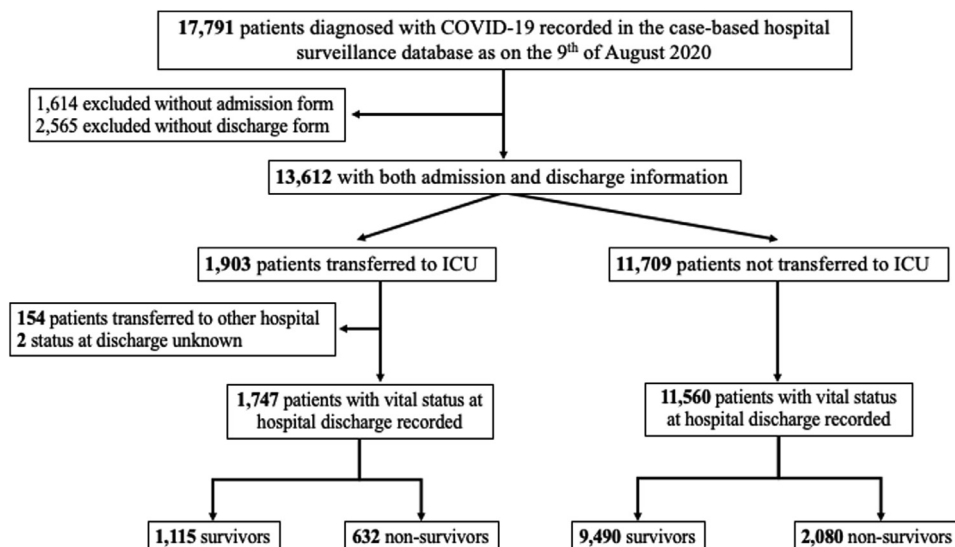 17,791 patients diagnosed with COVID-19 recorded in the case-based hospital
surveillance database as on the 9th of August 2020
1,614 excluded without admission form
2,565 excluded without discharge form
13,612 with both admission and discharge information
1,903 patients transferred to ICU
11,709 patients not transferred to ICU
154 patients transferred to other hospital
2 status at discharge unknown
1,747 patients with vital status at
hospital discharge recorded
11,560 patients with vital status
at hospital discharge recorded
1,115 survivors
632 non-survivors
9,490 survivors
2,080 non-survivors